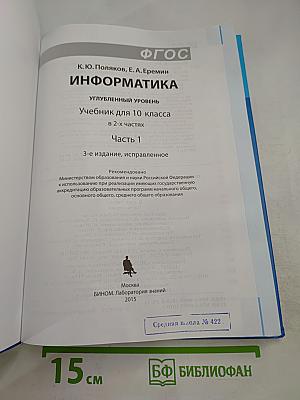 ФГОС
К. Ю. Поляков, Е. А. Еремин
ИНФОРМАТИКА
УГЛУБЛЕННЫЙ УРОВЕНЬ
Учебник для 10 класса
в 2-х частях
Часть 1
3-е издание, исправленное
Рекомендовано
Министерством образования и науки Российской Федерации
к использованию при реализации имеющих государственную
аккредитацию образовательных программ начального общего,
основного общего, среднего общего образования
Москва
БИНОМ. Лаборатория знаний
2015
Средняя школа № 422
15 см
БФ БИБЛИОФАН